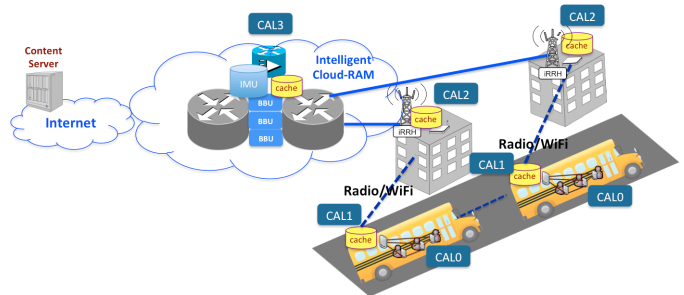 CAL3
CAL2
Content
Server
Intelligent
Cloud-RAM
cache
iRRH
IMU
cache
CAL2
BBU
BBU
BBU
cache
iRRH
Internet
Radio/WiFi
CAL1
cache
Radio/WiFi
CAL0
CAL1
cache
CAL0